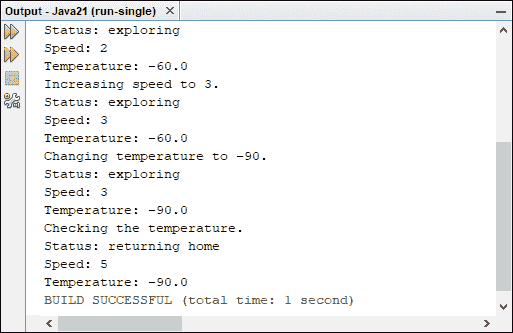 Output - Java21 (run-single)
Status: exploring
Speed: 2
Temperature: -60.0
Increasing speed to 3.
Status: exploring
Speed: 3
Temperature: -60.0
Changing temperature to -90.
Status: exploring
Speed: 3
Temperature: -90.0
Checking the temperature.
Status: returning home
Speed: 5
Temperature: -90.0
BUILD SUCCESSFUL (total time: 1 second)